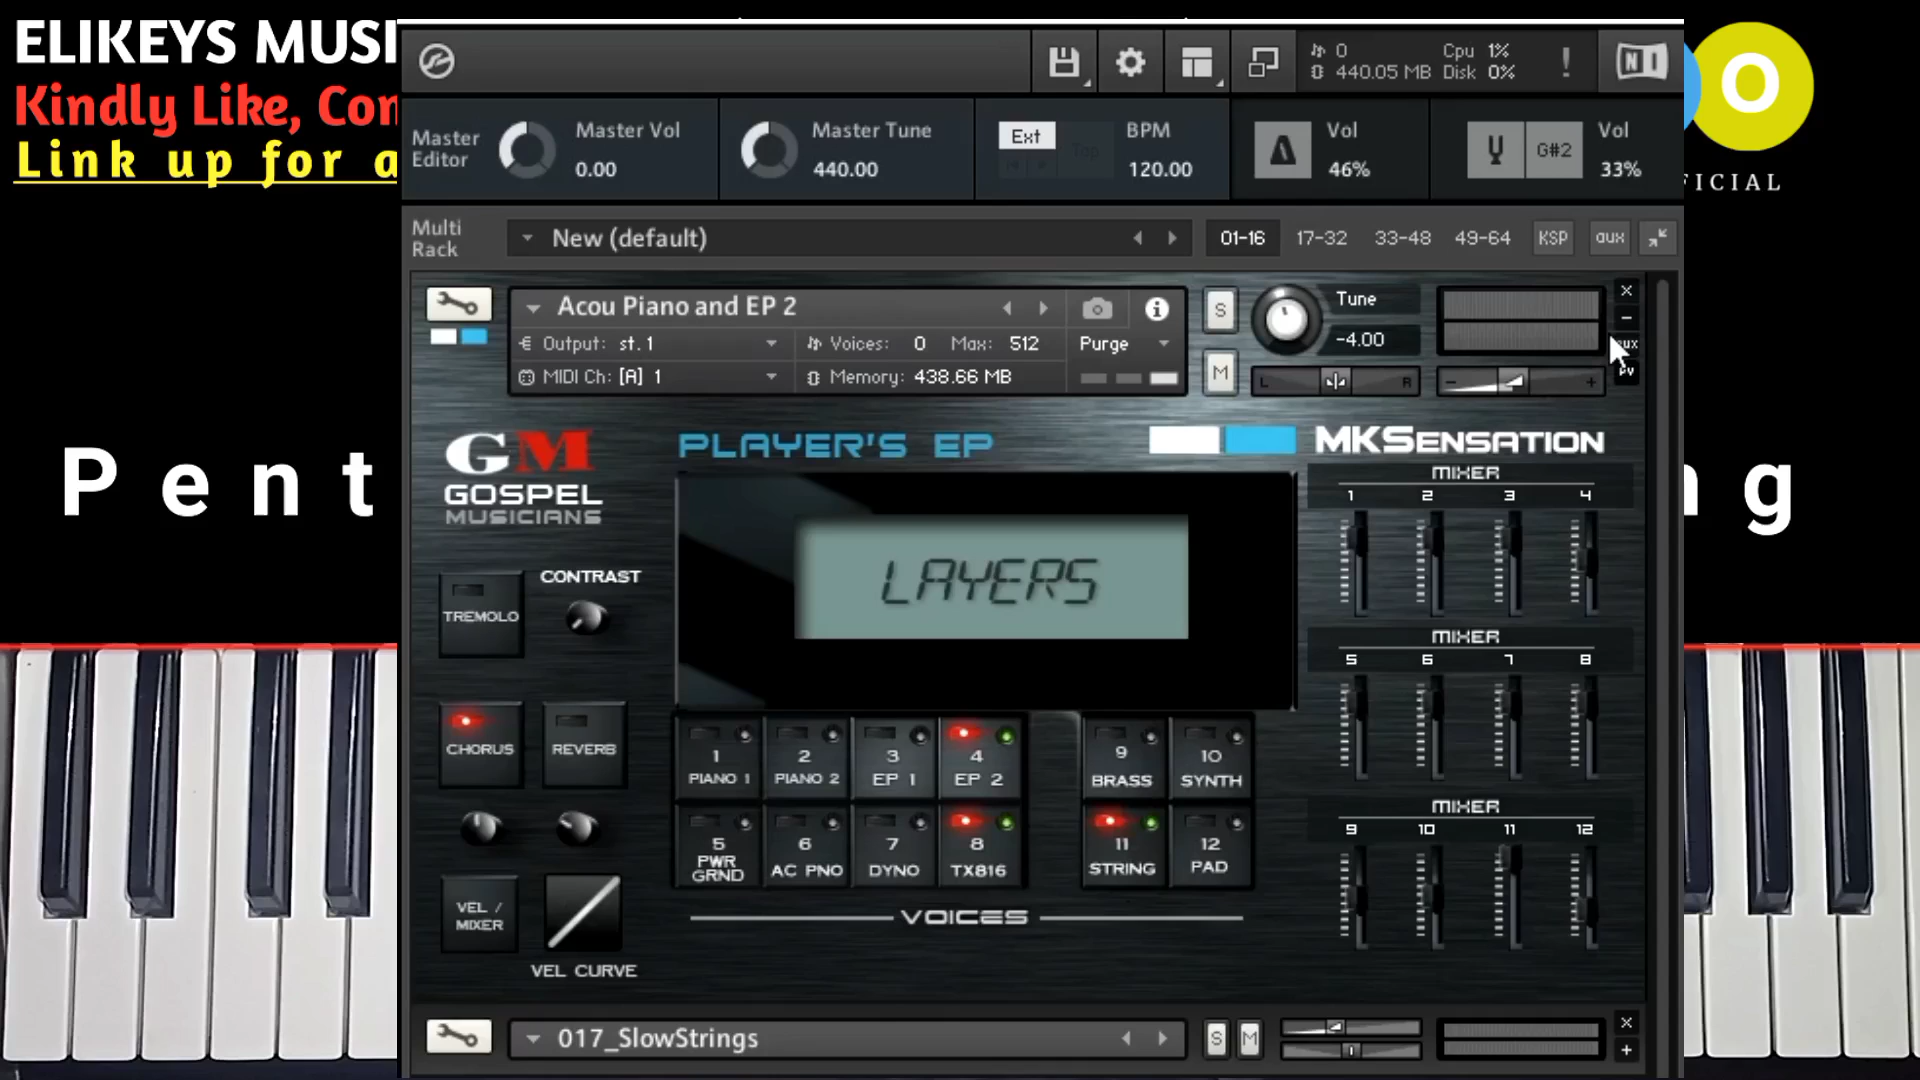 ELIKEYS MUSI
Kindly Like, Con
Link up for a
O
FICIAL
Pent
g
0
440.05 MB
Cpu 1%
Disk 0%
!
NI
Master Editor
Master Vol
0.00
Master Tune
440.00
Ext
Tap
BPM
120.00
Vol
46%
G#2
Vol
33%
Multi Rack
New (default)
01-16 17-32 33-48 49-64 KSP aux
Acou Piano and EP 2
Output: st. 1
Voices: 0 Max: 512
Purge
MIDI Ch: [A] 1
Memory: 438.66 MB
S
M
Tune
-4.00
L R
- +
x
-
aux
pv
GM
GOSPEL
MUSICIANS
PLAYER'S EP
MKSENSATION
LAYERS
CONTRAST
TREMOLO
CHORUS
REVERB
VEL / MIXER
VEL CURVE
1 PIANO 1
2 PIANO 2
3 EP 1
4 EP 2
9 BRASS
10 SYNTH
5 PWR GRND
6 AC PNO
7 DYNO
8 TX816
11 STRING
12 PAD
VOICES
MIXER
1 2 3 4
MIXER
5 6 7 8
MIXER
9 10 11 12
017_SlowStrings
S M
x
+